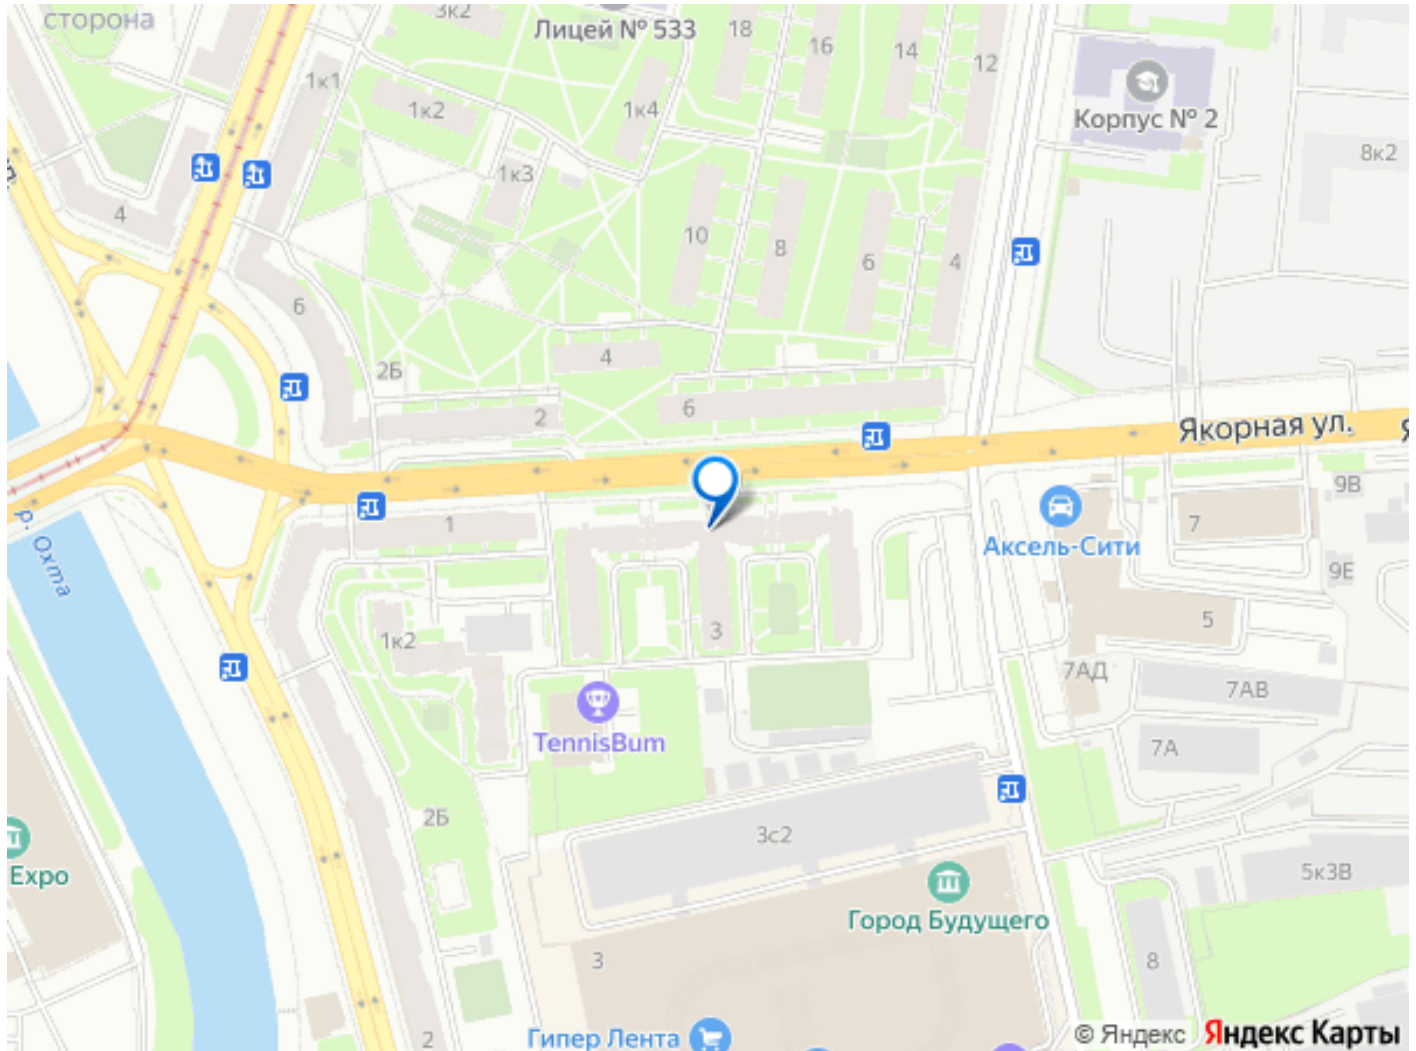 сторона
3к2
Лицей № 533
18
16
14
12
1к1
1к2
1к4
Корпус № 2
8к2
1к3
4
10
8
6
4
6
4
2Б
6
2
Якорная ул.
Я
9В
1
7
Аксель-Сити
р. Охта
9Е
3
5
1к2
7АД
7АВ
TennisBum
7А
2Б
3с2
Expo
5к3В
Город Будущего
3
8
2
Гипер Лента
© Яндекс Яндекс Карты